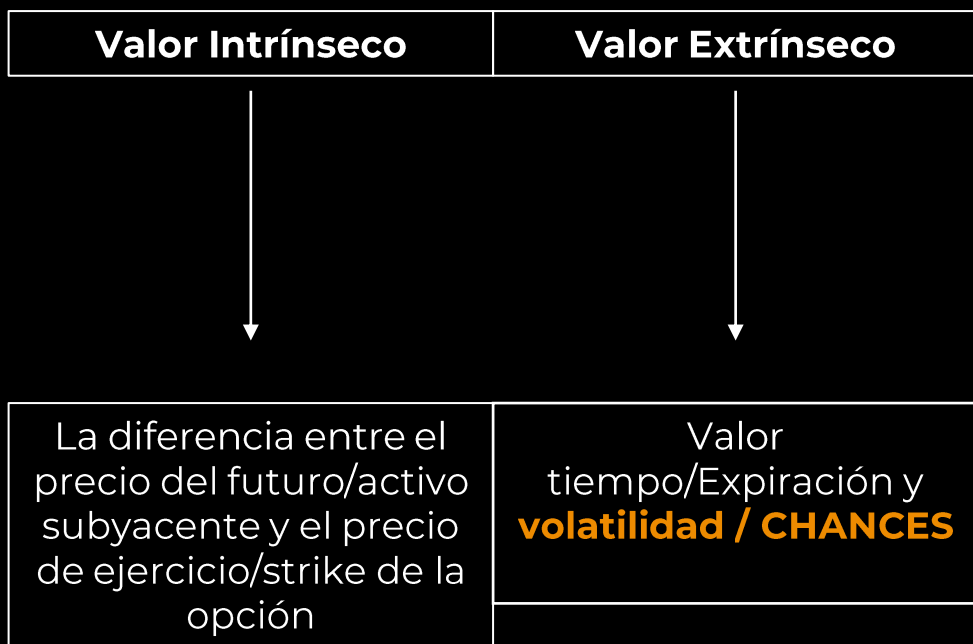 Valor Intrínseco
Valor Extrínseco
La diferencia entre el
precio del futuro/activo
subyacente y el precio
de ejercicio/strike de la
opción
Valor
tiempo/Expiración y
volatilidad / CHANCES